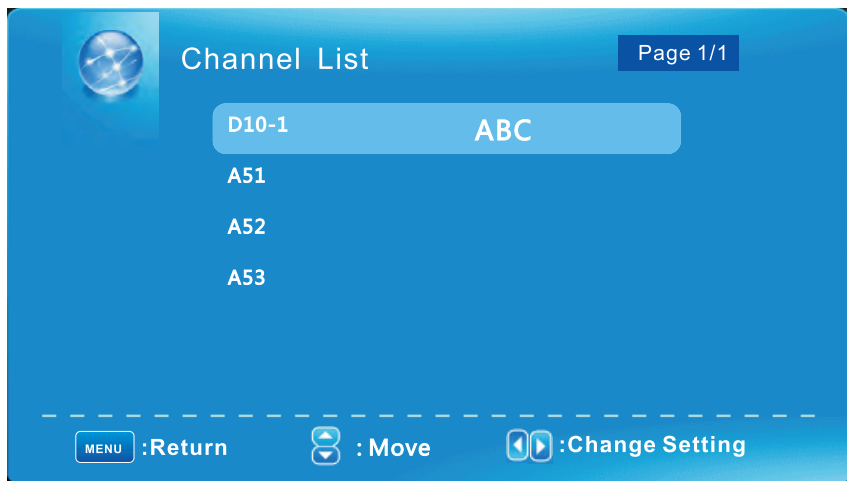 Channel List
Page 1/1
D10-1 ABC
A51
A52
A53
MENU :Return : Move :Change Setting